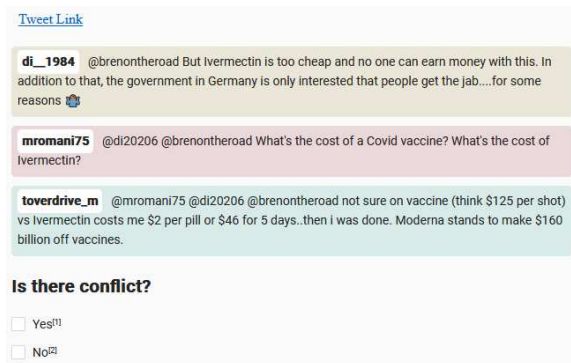 Tweet Link
di__1984 @brenontheroad But Ivermectin is too cheap and no one can earn money with this. In
addition to that, the government in Germany is only interested that people get the jab....for some
reasons 🤷
mromani75 @di20206 @brenontheroad What's the cost of a Covid vaccine? What's the cost of
Ivermectin?
toverdrive_m @mromani75 @di20206 @brenontheroad not sure on vaccine (think $125 per shot)
vs Ivermectin costs me $2 per pill or $46 for 5 days..then i was done. Moderna stands to make $160
billion off vaccines.
Is there conflict?
Yes[1]
No[2]